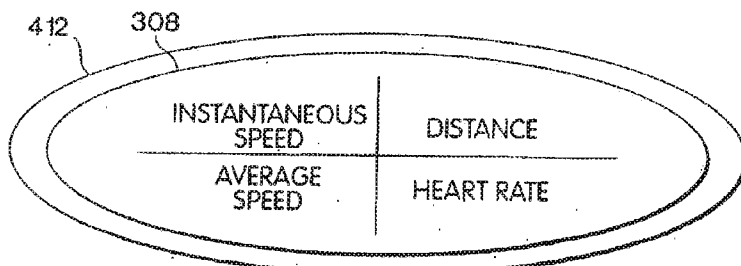 412
308
INSTANTANEOUS
SPEED
DISTANCE
AVERAGE
SPEED
HEART RATE